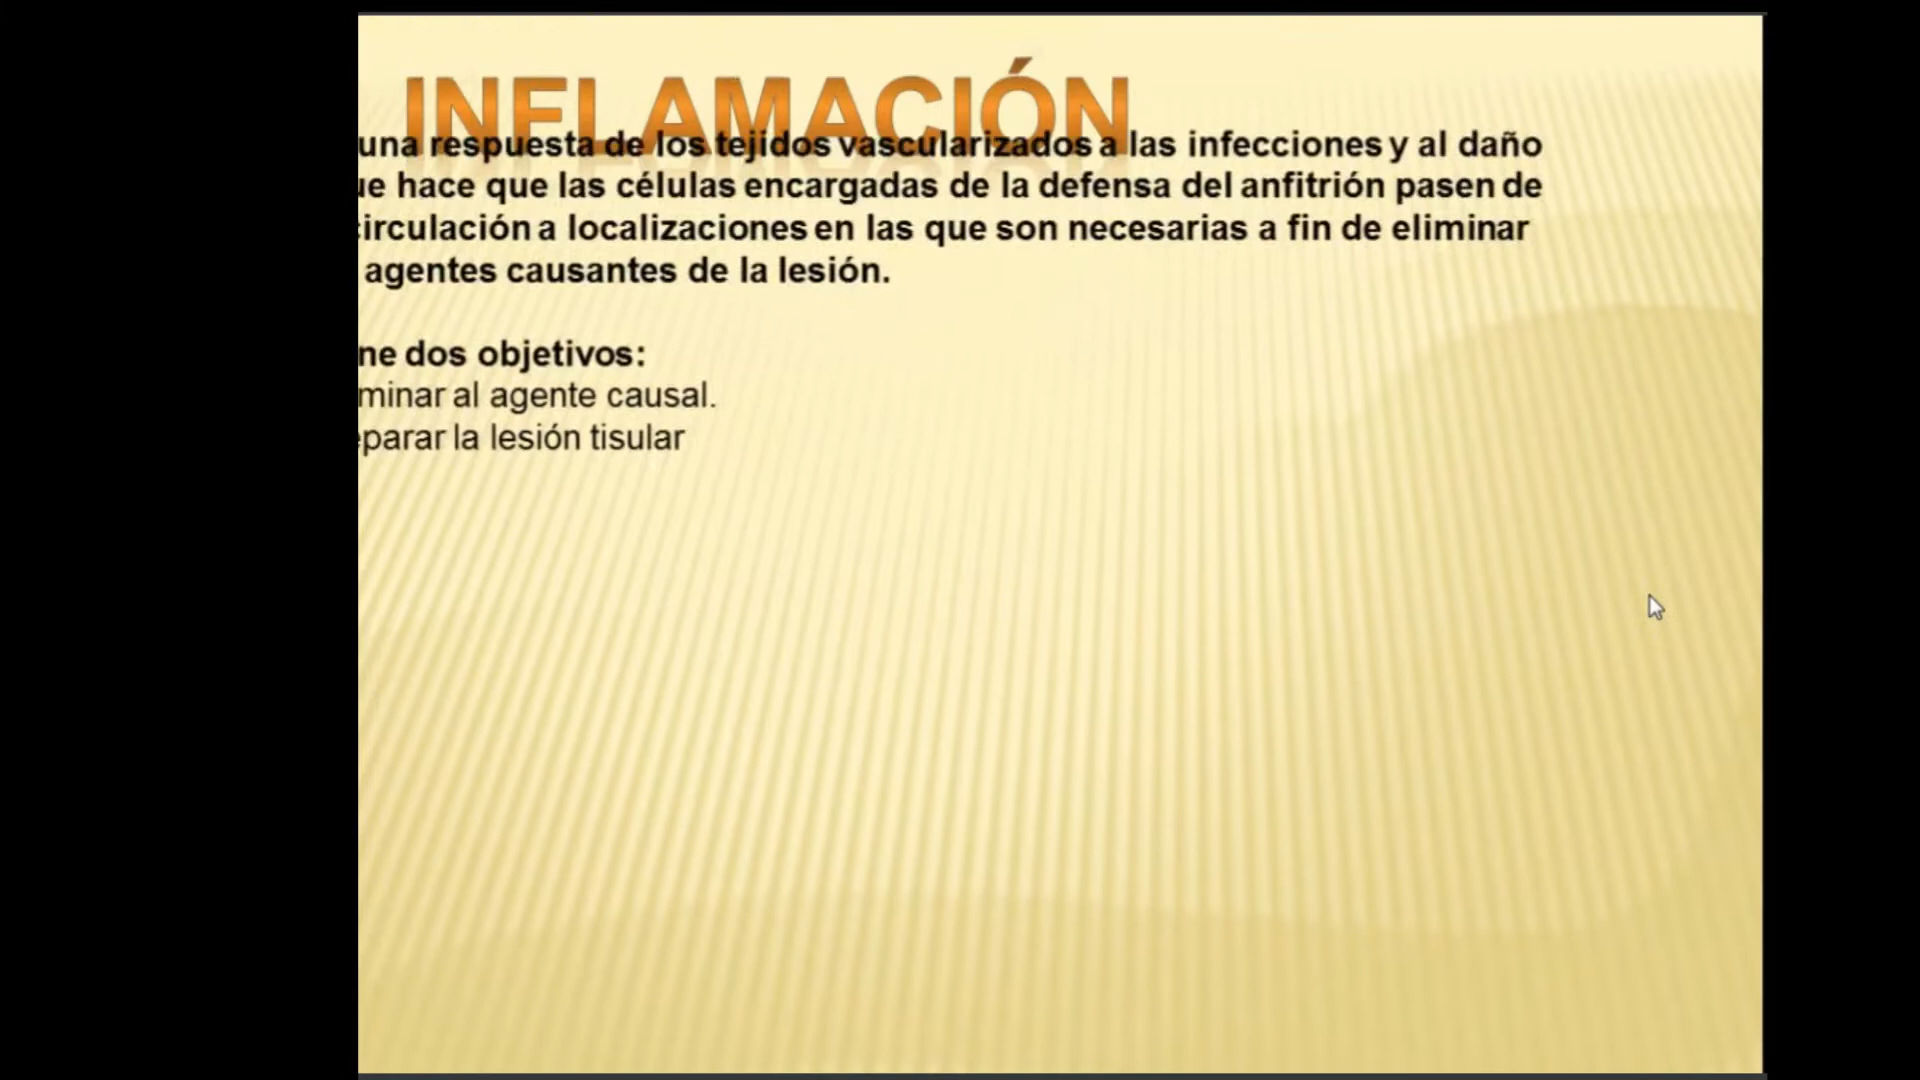 INFLAMACIÓN
una respuesta de los tejidos vascularizados a las infecciones y al daño
ue hace que las células encargadas de la defensa del anfitrión pasen de
circulación a localizaciones en las que son necesarias a fin de eliminar
agentes causantes de la lesión.
ne dos objetivos:
minar al agente causal.
eparar la lesión tisular